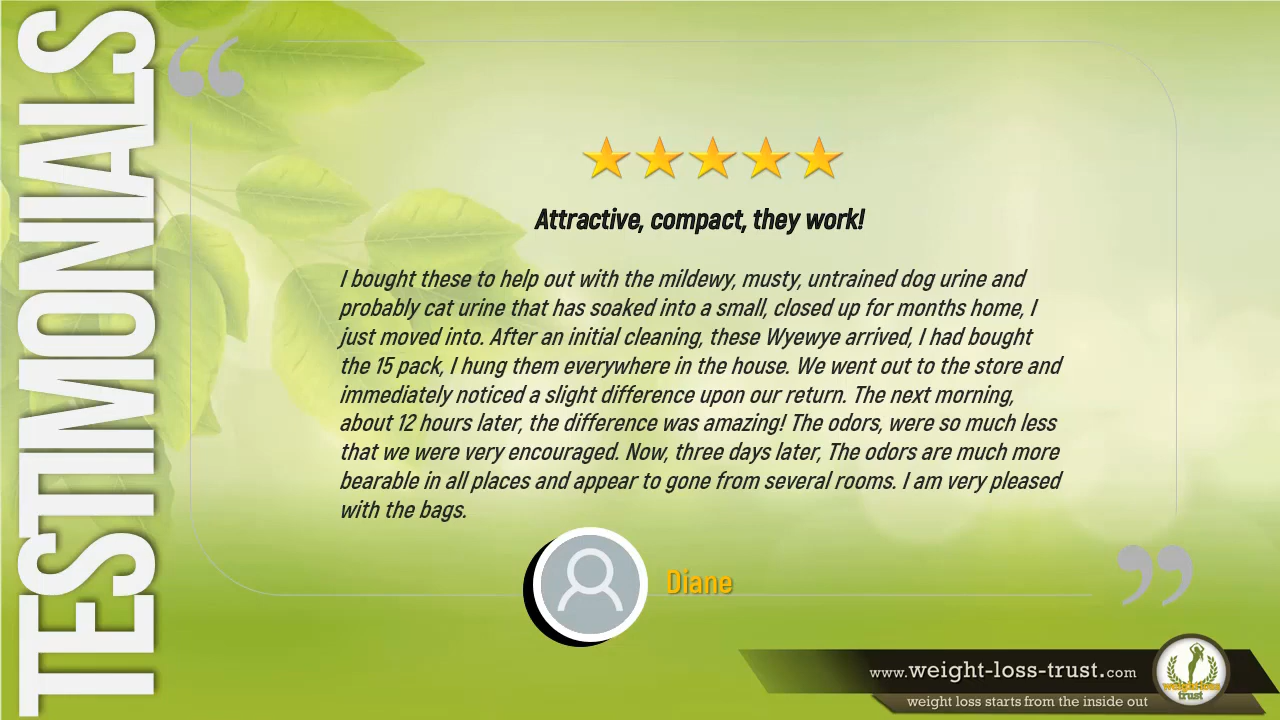 TESTIMONIALS
“
Attractive, compact, they work!
I bought these to help out with the mildewy, musty, untrained dog urine and
probably cat urine that has soaked into a small, closed up for months home, I
just moved into. After an initial cleaning, these Wyewye arrived, I had bought
the 15 pack, I hung them everywhere in the house. We went out to the store and
immediately noticed a slight difference upon our return. The next morning,
about 12 hours later, the difference was amazing! The odors, were so much less
that we were very encouraged. Now, three days later, The odors are much more
bearable in all places and appear to gone from several rooms. I am very pleased
with the bags.
”
Diane
www.weight-loss-trust.com
weight loss starts from the inside out
weight loss
trust